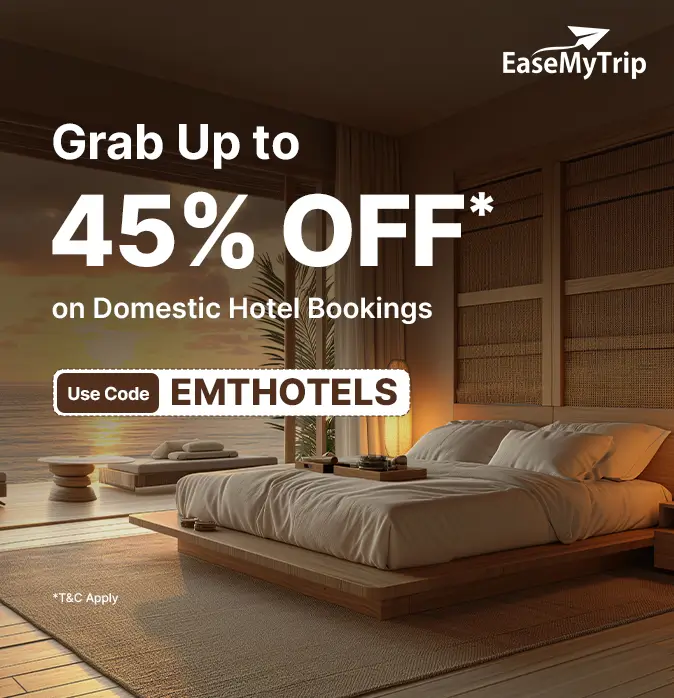 EaseMyTrip
Grab Up to
45% OFF*
on Domestic Hotel Bookings
Use Code EMTHOTELS
*T&C Apply